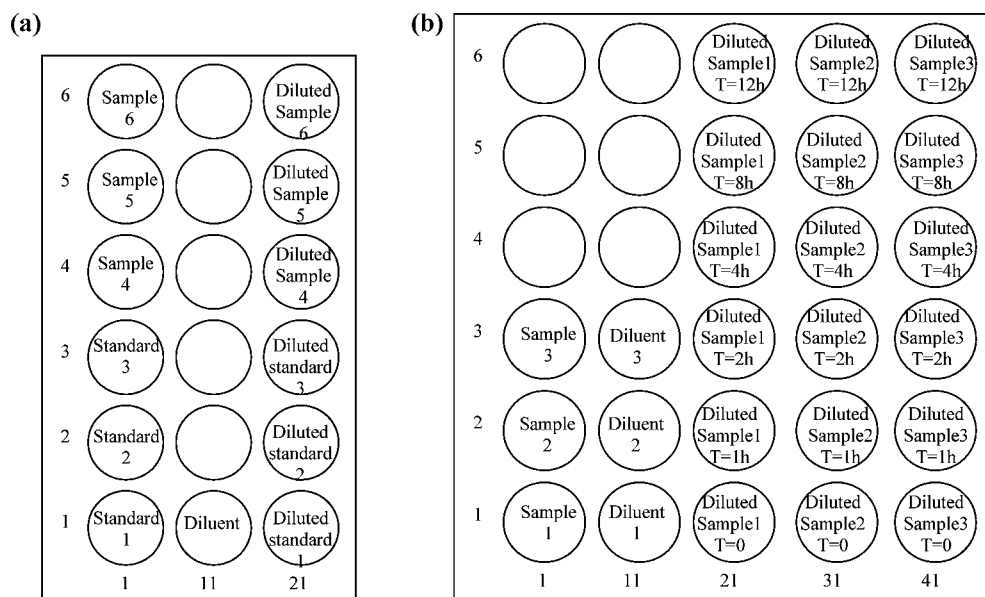 (a)
6
Sample
6
Diluted
Sample
6
5
Sample
5
Diluted
Sample
5
4
Sample
4
Diluted
Sample
4
3
Standard
3
Diluted
standard
3
2
Standard
2
Diluted
standard
2
1
Standard
1
Diluent
Diluted
standard
1
1
11
21
(b)
6
Diluted
Sample1
T=12h
Diluted
Sample2
T=12h
Diluted
Sample3
T=12h
5
Diluted
Sample1
T=8h
Diluted
Sample2
T=8h
Diluted
Sample3
T=8h
4
Diluted
Sample1
T=4h
Diluted
Sample2
T=4h
Diluted
Sample3
T=4h
3
Sample
3
Diluent
3
Diluted
Sample1
T=2h
Diluted
Sample2
T=2h
Diluted
Sample3
T=2h
2
Sample
2
Diluent
2
Diluted
Sample1
T=1h
Diluted
Sample2
T=1h
Diluted
Sample3
T=1h
1
Sample
1
Diluent
1
Diluted
Sample1
T=0
Diluted
Sample2
T=0
Diluted
Sample3
T=0
1
11
21
31
41